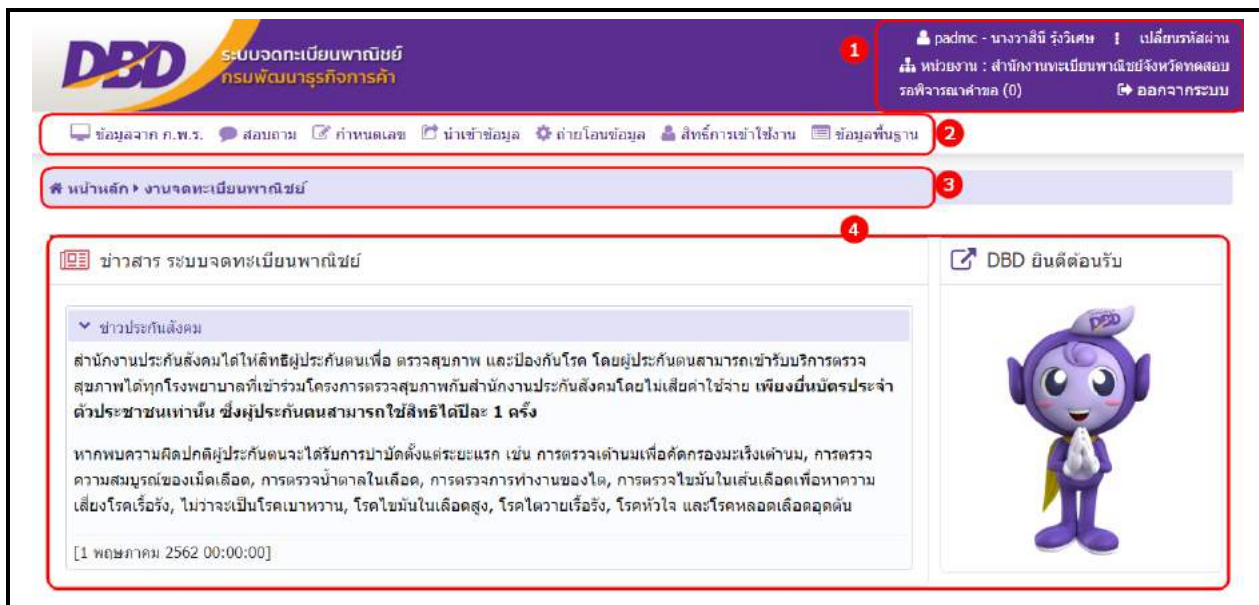 DBD
ระบบจดทะเบียนพาณิชย์
กรมพัฒนาธุรกิจการค้า
1
padmc - นางวาสินี รุ่งวิเศษ เปลี่ยนรหัสผ่าน
หน่วยงาน : สำนักงานทะเบียนพาณิชย์จังหวัดทดสอบ
รอพิจารณาคำขอ (0) ออกจากระบบ
ข้อมูลจาก ก.พ.ร. สอบถาม กำหนดเลข นำเข้าข้อมูล ถ่ายโอนข้อมูล สิทธิ์การเข้าใช้งาน ข้อมูลพื้นฐาน 2
หน้าหลัก งานจดทะเบียนพาณิชย์ 3
4
ข่าวสาร ระบบจดทะเบียนพาณิชย์
ข่าวประกันสังคม
สำนักงานประกันสังคมได้ให้สิทธิผู้ประกันตนเพื่อ ตรวจสุขภาพ และป้องกันโรค โดยผู้ประกันตนสามารถเข้ารับบริการตรวจ
สุขภาพได้ทุกโรงพยาบาลที่เข้าร่วมโครงการตรวจสุขภาพกับสำนักงานประกันสังคมโดยไม่เสียค่าใช้จ่าย เพียงยื่นบัตรประจำ
ตัวประชาชนเท่านั้น ซึ่งผู้ประกันตนสามารถใช้สิทธิได้ปีละ 1 ครั้ง
หากพบความผิดปกติผู้ประกันตนจะได้รับการบำบัดตั้งแต่ระยะแรก เช่น การตรวจเต้านมเพื่อคัดกรองมะเร็งเต้านม, การตรวจ
ความสมบูรณ์ของเม็ดเลือด, การตรวจน้ำตาลในเลือด, การตรวจการทำงานของไต, การตรวจไขมันในเส้นเลือดเพื่อหาความ
เสี่ยงโรคเรื้อรัง, ไม่ว่าจะเป็นโรคเบาหวาน, โรคไขมันในเลือดสูง, โรคไตวายเรื้อรัง, โรคหัวใจ และโรคหลอดเลือดอุดตัน
[1 พฤษภาคม 2562 00:00:00]
DBD ยินดีต้อนรับ
DBD